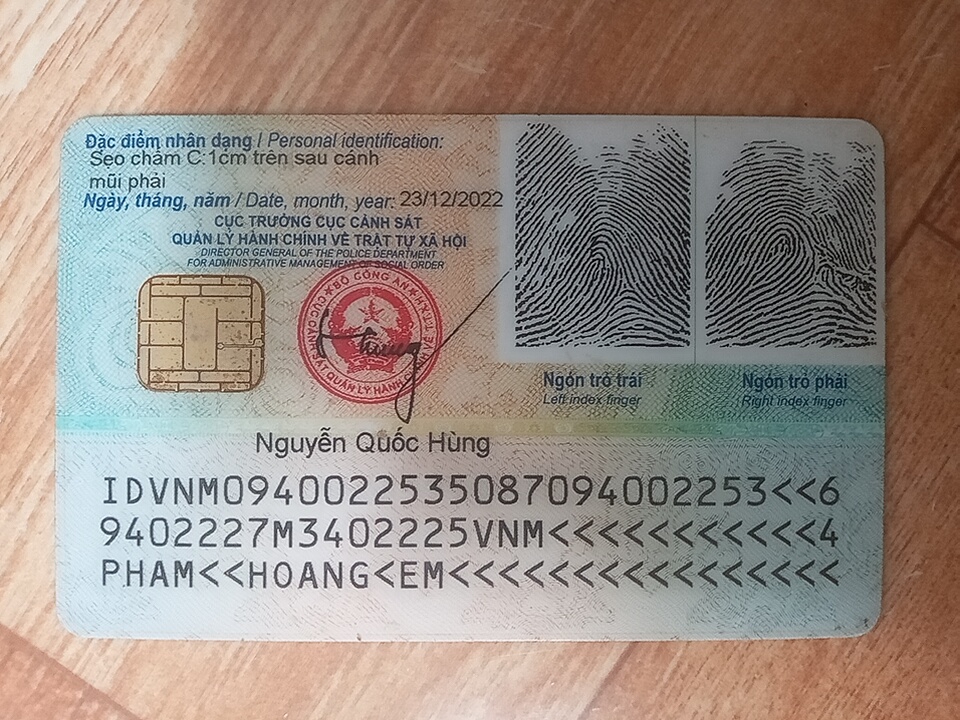 Đặc điểm nhân dạng / Personal identification:
Sẹo chấm C:1cm trên sau cánh
mũi phải
Ngày, tháng, năm / Date, month, year: 23/12/2022
CỤC TRƯỞNG CỤC CẢNH SÁT
QUẢN LÝ HÀNH CHÍNH VỀ TRẬT TỰ XÃ HỘI
DIRECTOR GENERAL OF THE POLICE DEPARTMENT
FOR ADMINISTRATIVE MANAGEMENT OF SOCIAL ORDER
BỘ CÔNG AN
Ngón trỏ trái
Left index finger
Ngón trỏ phải
Right index finger
Nguyễn Quốc Hùng
IDVNM0940022535087094002253<<6
9402227M3402225VNM<<<<<<<<<<<4
PHAM<<HOANG<EM<<<<<<<<<<<<<<<<